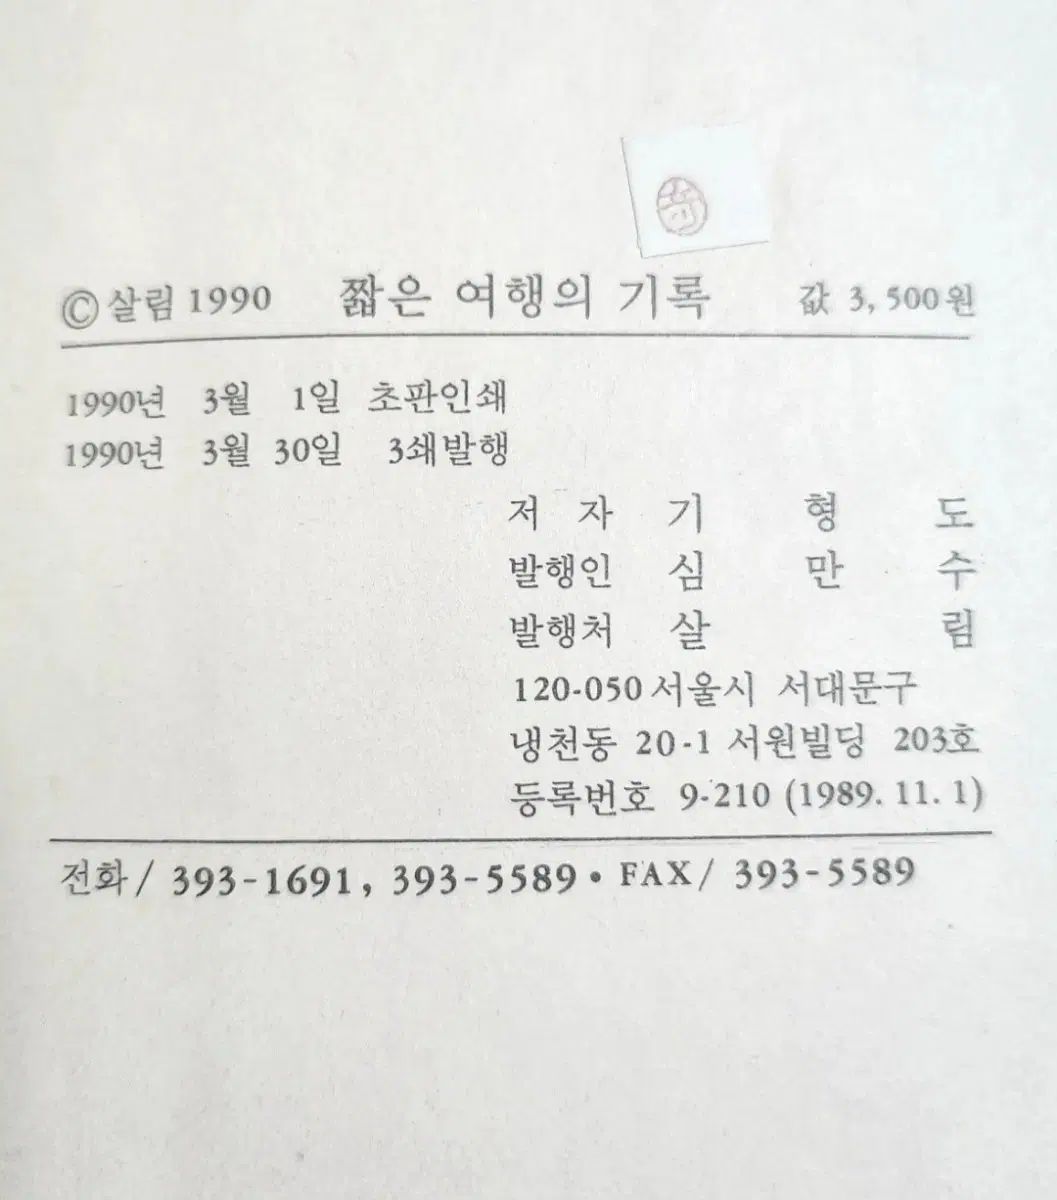 奇
ⓒ살림 1990 짧은 여행의 기록 값 3,500원
1990년 3월 1일 초판인쇄
1990년 3월 30일 3쇄발행
저 자 기 형 도
발행인 심 만 수
발행처 살 림
120-050 서울시 서대문구
냉천동 20-1 서원빌딩 203호
등록번호 9-210 (1989. 11. 1)
전화/ 393-1691, 393-5589 • FAX/ 393-5589